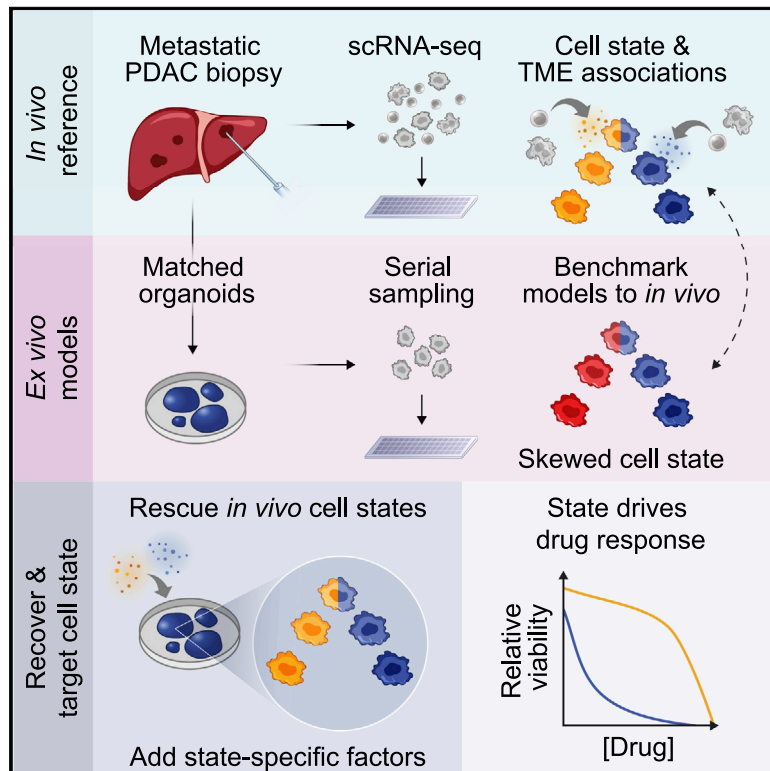 In vivo
reference
Metastatic
PDAC biopsy
scRNA-seq
Cell state &
TME associations
Ex vivo
models
Matched
organoids
Serial
sampling
Benchmark
models to in vivo
Skewed cell state
Recover &
target cell state
Rescue in vivo cell states
Add state-specific factors
State drives
drug response
Relative
viability
[Drug]